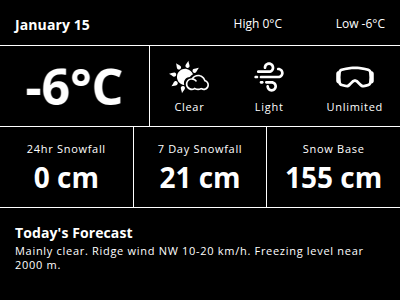 January 15 High 0°C Low -6°C
-6°C
Clear Light Unlimited
24hr Snowfall 7 Day Snowfall Snow Base
0 cm 21 cm 155 cm
Today's Forecast
Mainly clear. Ridge wind NW 10-20 km/h. Freezing level near
2000 m.